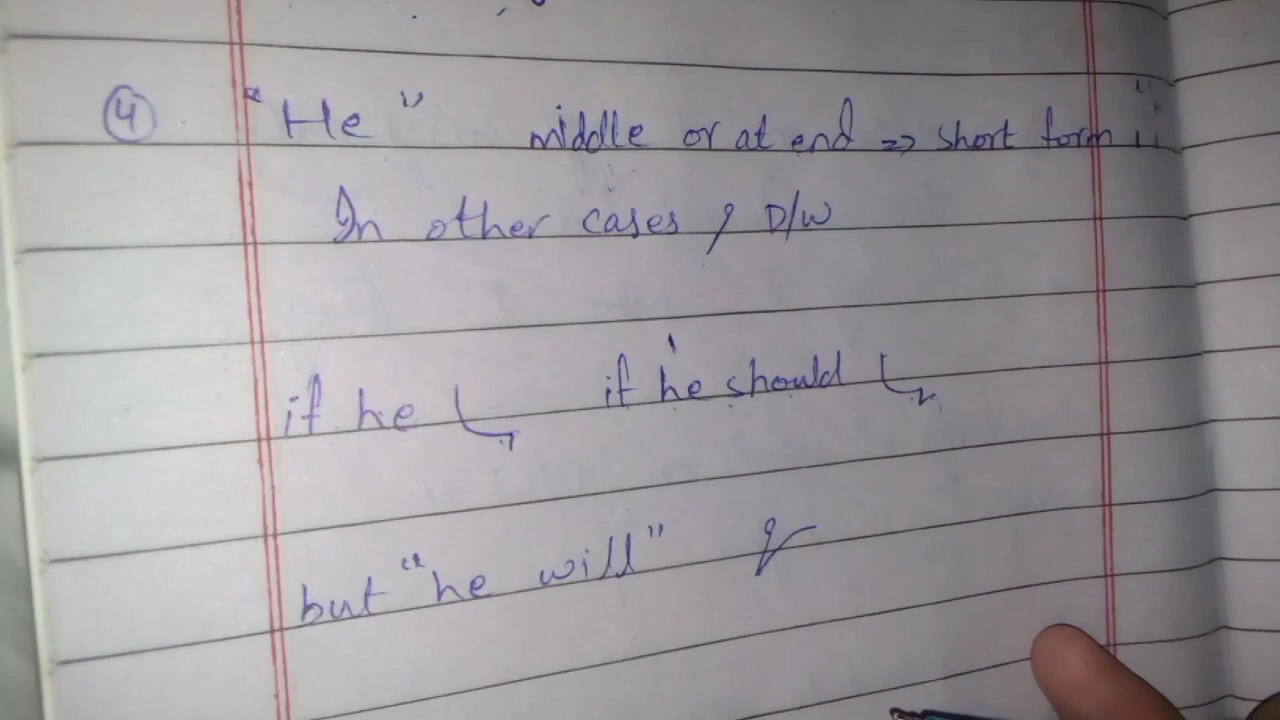 ④ "He" middle or at end => short form
In other cases, D/W
if he if he should
but "he will"